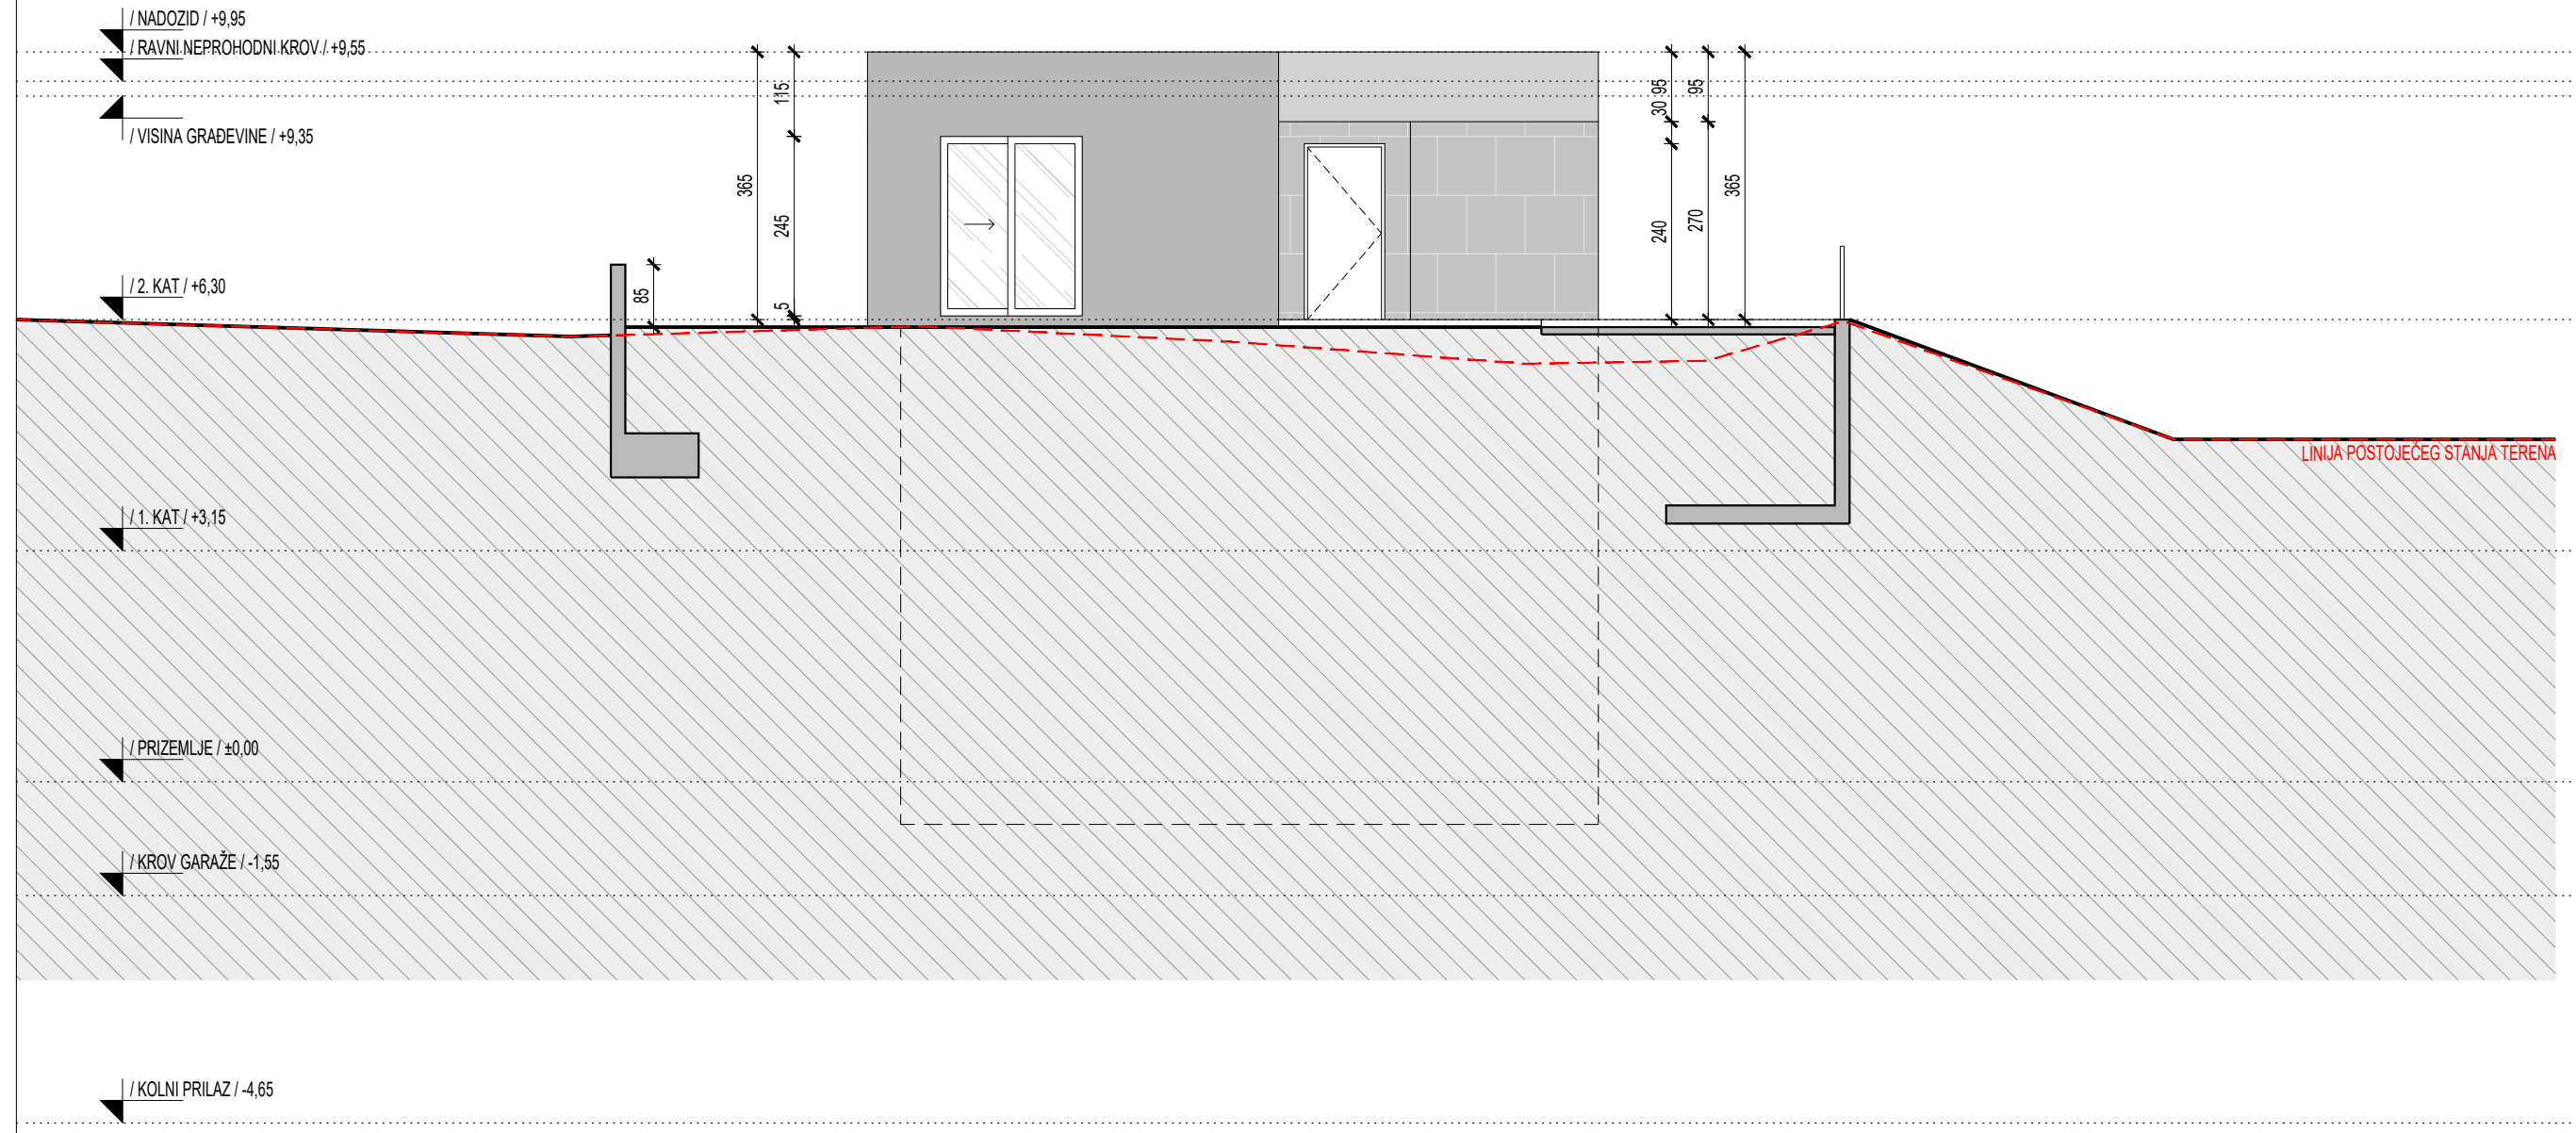 / NADOZID / +9,95
/ RAVNI NEPROHODNI KROV / +9,55
/ VISINA GRAĐEVINE / +9,35
115
365
245
5
85
30 95
95
240
270
365
/ 2. KAT / +6,30
LINIJA POSTOJEĆEG STANJA TERENA
/ 1. KAT / +3,15
/ PRIZEMLJE / ±0,00
/ KROV GARAŽE / -1,55
/ KOLNI PRILAZ / -4,65